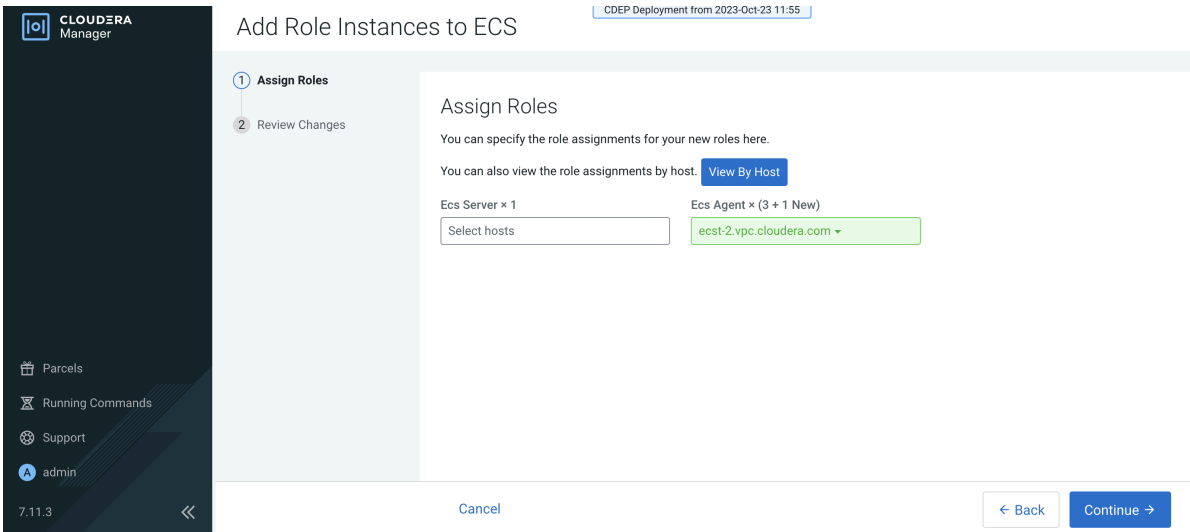 CLOUDERA
Manager
Add Role Instances to ECS
CDEP Deployment from 2023-Oct-23 11:55
1 Assign Roles
2 Review Changes
Assign Roles
You can specify the role assignments for your new roles here.
You can also view the role assignments by host. View By Host
Ecs Server × 1
Select hosts
Ecs Agent × (3 + 1 New)
ecst-2.vpc.cloudera.com
Parcels
Running Commands
Support
A admin
7.11.3
Cancel
← Back
Continue →